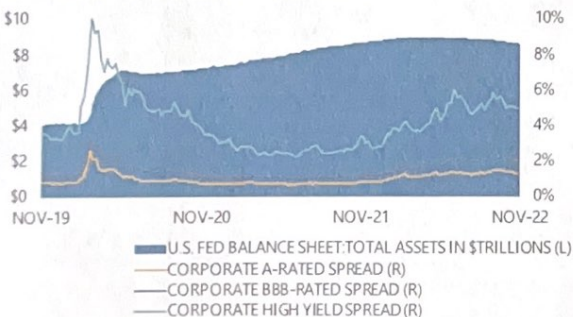 $10 10%
$8 8%
$6 6%
$4 4%
$2 2%
$0 0%
NOV-19 NOV-20 NOV-21 NOV-22
U.S. FED BALANCE SHEET:TOTAL ASSETS IN $TRILLIONS (L)
CORPORATE A-RATED SPREAD (R)
CORPORATE BBB-RATED SPREAD (R)
CORPORATE HIGH YIELD SPREAD (R)